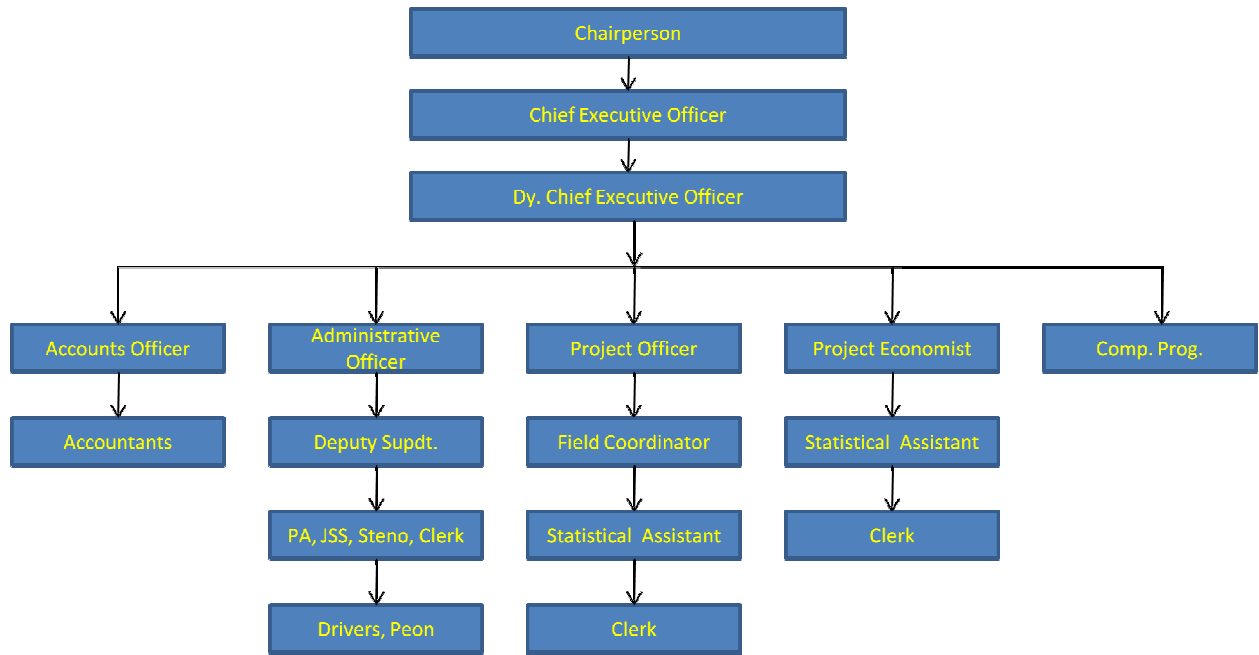 Chairperson
Chief Executive Officer
Dy. Chief Executive Officer
Accounts Officer
Administrative
Officer
Project Officer
Project Economist
Comp. Prog.
Accountants
Deputy Supdt.
Field Coordinator
Statistical Assistant
PA, JSS, Steno, Clerk
Statistical Assistant
Clerk
Drivers, Peon
Clerk